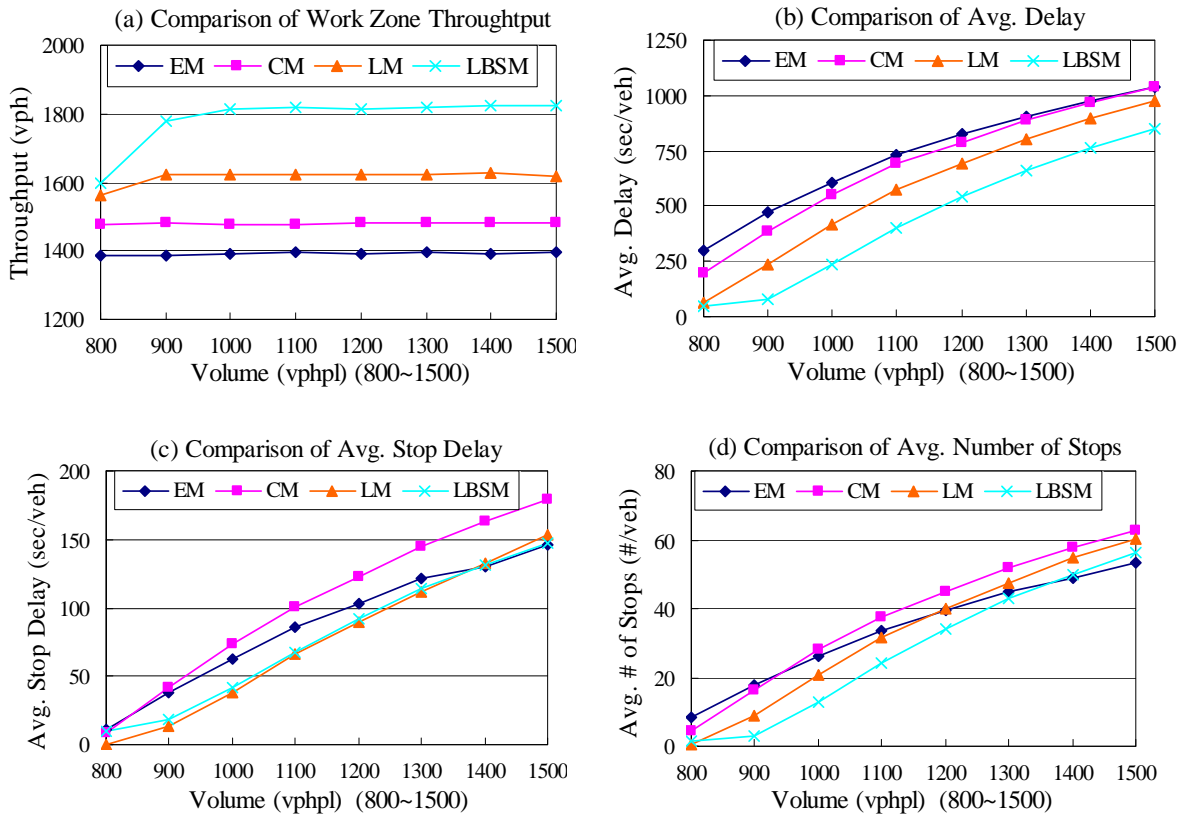 (a) Comparison of Work Zone Throughtput
EM CM LM LBSM
Throughput (vph)
2000
1800
1600
1400
1200
800 900 1000 1100 1200 1300 1400 1500
Volume (vphpl) (800~1500)
(b) Comparison of Avg. Delay
EM CM LM LBSM
Avg. Delay (sec/veh)
1250
1000
750
500
250
0
800 900 1000 1100 1200 1300 1400 1500
Volume (vphpl) (800~1500)
(c) Comparison of Avg. Stop Delay
EM CM LM LBSM
Avg. Stop Delay (sec/veh)
200
150
100
50
0
800 900 1000 1100 1200 1300 1400 1500
Volume (vphpl) (800~1500)
(d) Comparison of Avg. Number of Stops
EM CM LM LBSM
Avg. # of Stops (#/veh)
80
60
40
20
0
800 900 1000 1100 1200 1300 1400 1500
Volume (vphpl) (800~1500)